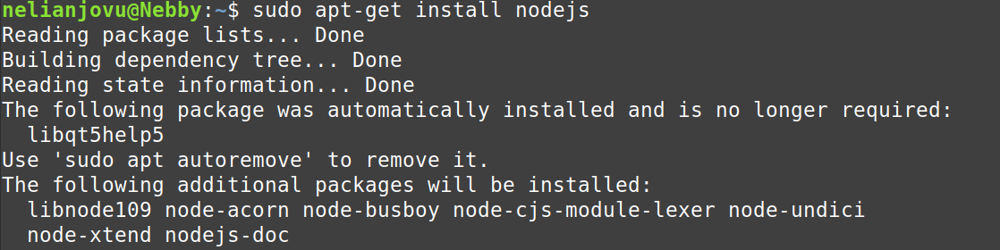 nelianjovu@Nebby:~$ sudo apt-get install nodejs
Reading package lists... Done
Building dependency tree... Done
Reading state information... Done
The following package was automatically installed and is no longer required:
  libqt5help5
Use 'sudo apt autoremove' to remove it.
The following additional packages will be installed:
  libnode109 node-acorn node-busboy node-cjs-module-lexer node-undici
  node-xtend nodejs-doc